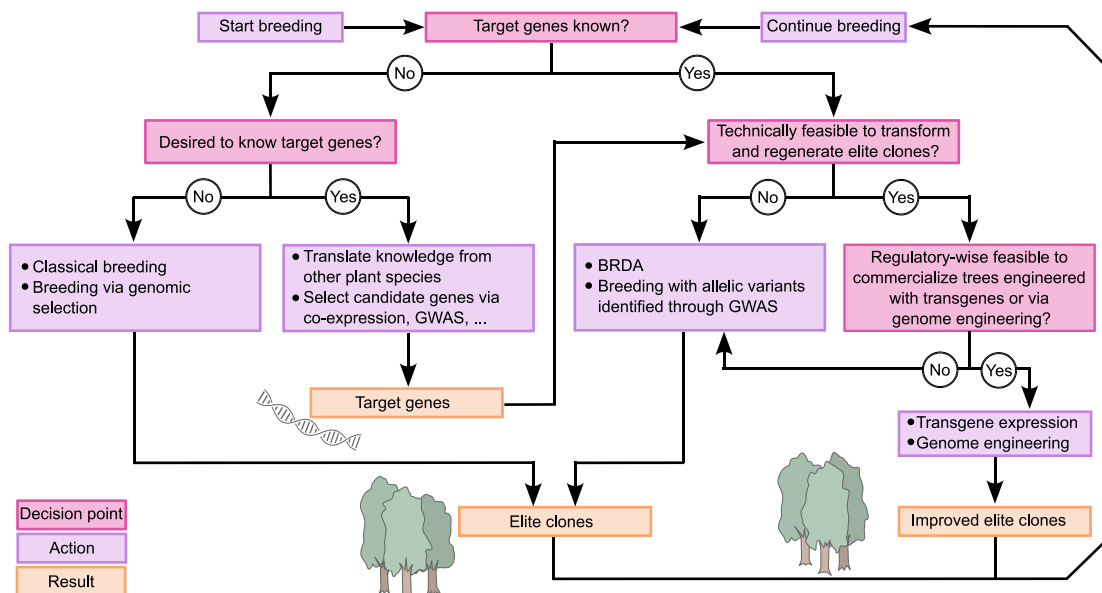 Start breeding
Target genes known?
Continue breeding
No
Yes
Desired to know target genes?
Technically feasible to transform
and regenerate elite clones?
No
Yes
No
Yes
• Classical breeding
• Breeding via genomic
selection
• Translate knowledge from
other plant species
• Select candidate genes via
co-expression, GWAS, ...
• BRDA
• Breeding with allelic variants
identified through GWAS
Regulatory-wise feasible to
commercialize trees engineered
with transgenes or via
genome engineering?
No
Yes
Target genes
• Transgene expression
• Genome engineering
Elite clones
Improved elite clones
Decision point
Action
Result